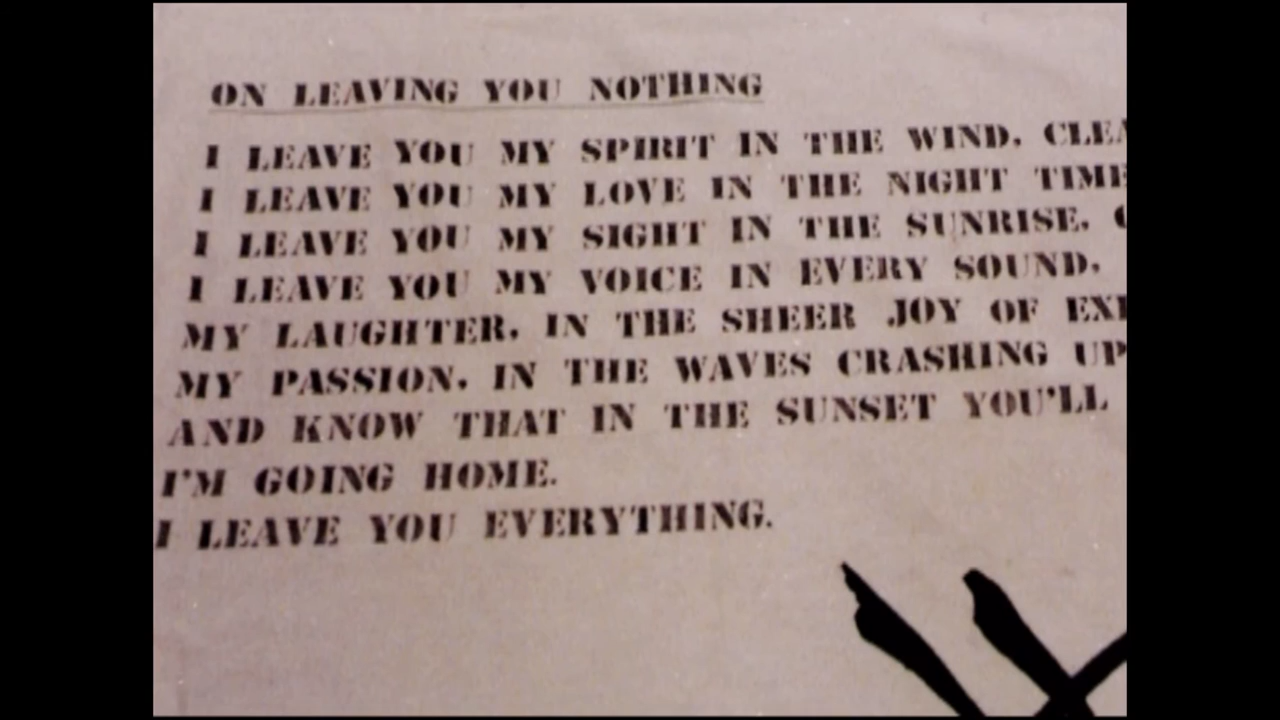 ON LEAVING YOU NOTHING
I LEAVE YOU MY SPIRIT IN THE WIND,
I LEAVE YOU MY LOVE IN THE NIGHT TIME
I LEAVE YOU MY SIGHT IN THE SUNRISE,
I LEAVE YOU MY VOICE IN EVERY SOUND,
MY LAUGHTER, IN THE SHEER JOY OF
MY PASSION, IN THE WAVES CRASHING UP
AND KNOW THAT IN THE SUNSET YOU'LL
I'M GOING HOME.
I LEAVE YOU EVERYTHING.